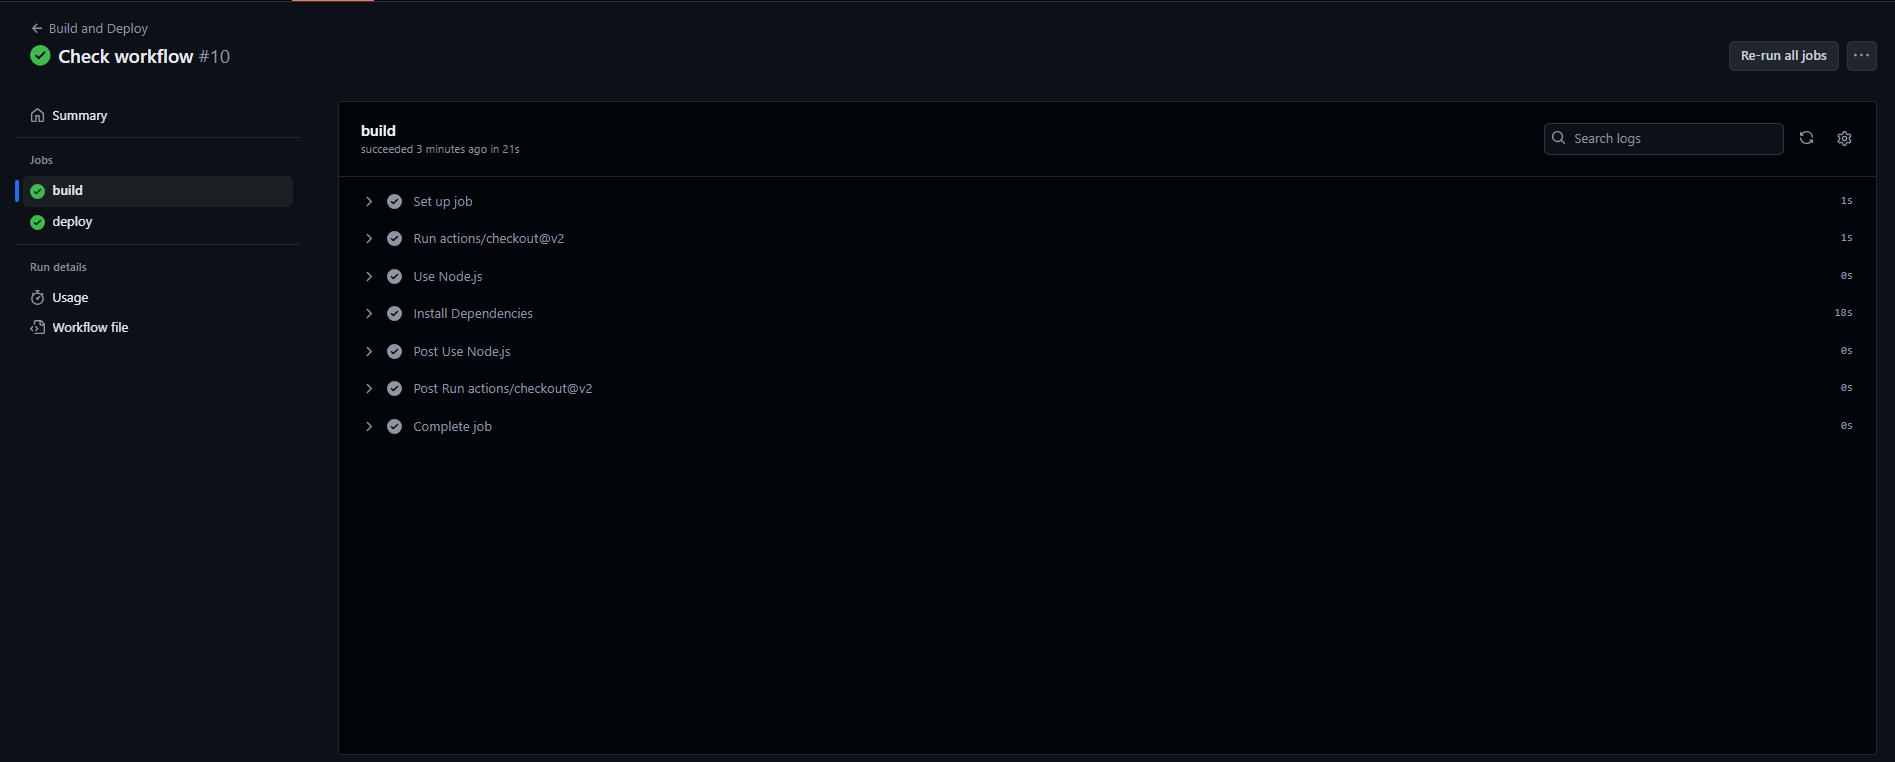 Build and Deploy
Check workflow #10
Re-run all jobs
Summary
Jobs
build
deploy
Run details
Usage
Workflow file
build
succeeded 3 minutes ago in 21s
Search logs
Set up job 1s
Run actions/checkout@v2 1s
Use Node.js 0s
Install Dependencies 18s
Post Use Node.js 0s
Post Run actions/checkout@v2 0s
Complete job 0s